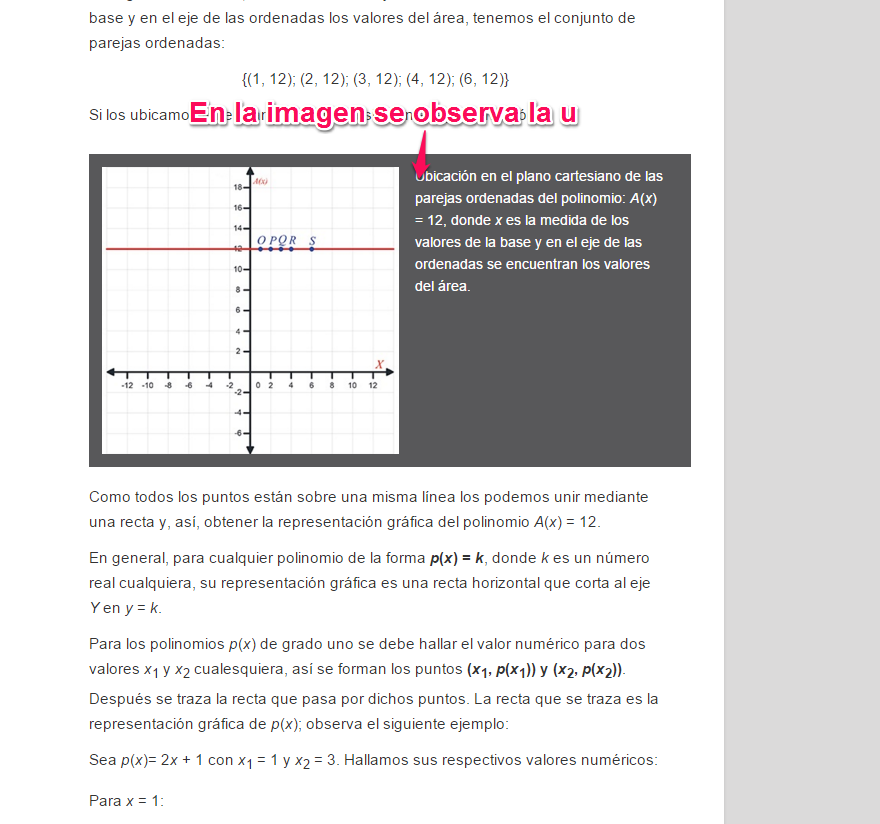 base y en el eje de las ordenadas los valores del área, tenemos el conjunto de
parejas ordenadas:
{(1, 12); (2, 12); (3, 12); (4, 12); (6, 12)}
Si los ubicamo
En la imagen se observa la u
A(x)
18
16
14
12
10
8
6
4
2
O P Q R S
X
-12 -10 -8 -6 -4 -2 0 2 4 6 8 10 12
-2
-4
-6
Ubicación en el plano cartesiano de las
parejas ordenadas del polinomio: A(x)
= 12, donde x es la medida de los
valores de la base y en el eje de las
ordenadas se encuentran los valores
del área.
Como todos los puntos están sobre una misma línea los podemos unir mediante
una recta y, así, obtener la representación gráfica del polinomio A(x) = 12.
En general, para cualquier polinomio de la forma p(x) = k, donde k es un número
real cualquiera, su representación gráfica es una recta horizontal que corta al eje
Y en y = k.
Para los polinomios p(x) de grado uno se debe hallar el valor numérico para dos
valores x₁ y x₂ cualesquiera, así se forman los puntos (x₁, p(x₁)) y (x₂, p(x₂)).
Después se traza la recta que pasa por dichos puntos. La recta que se traza es la
representación gráfica de p(x); observa el siguiente ejemplo:
Sea p(x)= 2x + 1 con x₁ = 1 y x₂ = 3. Hallamos sus respectivos valores numéricos:
Para x = 1: